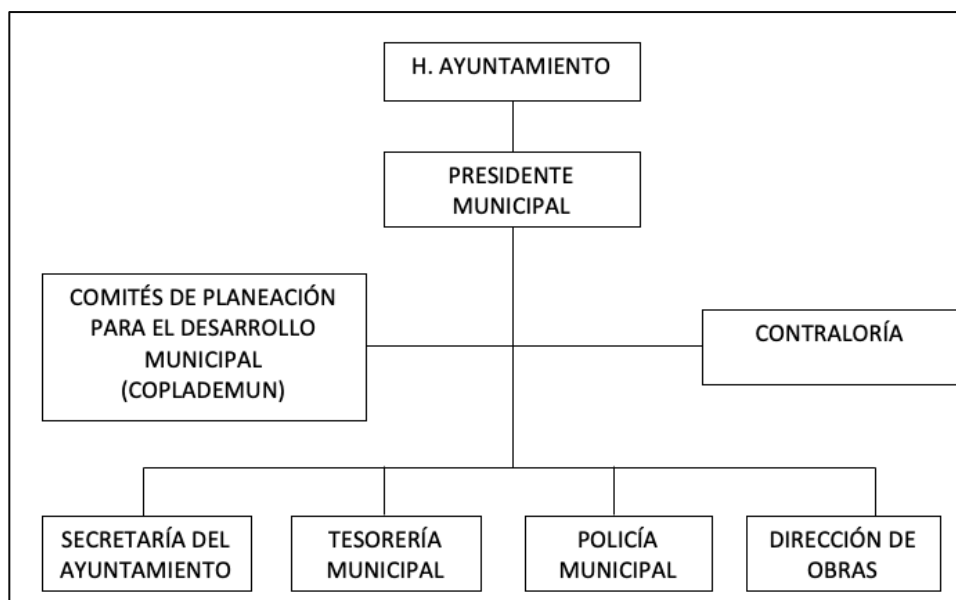 H. AYUNTAMIENTO
PRESIDENTE
MUNICIPAL
COMITÉS DE PLANEACIÓN
PARA EL DESARROLLO
MUNICIPAL
(COPLADEMUN)
CONTRALORÍA
SECRETARÍA DEL
AYUNTAMIENTO
TESORERÍA
MUNICIPAL
POLICÍA
MUNICIPAL
DIRECCIÓN DE
OBRAS